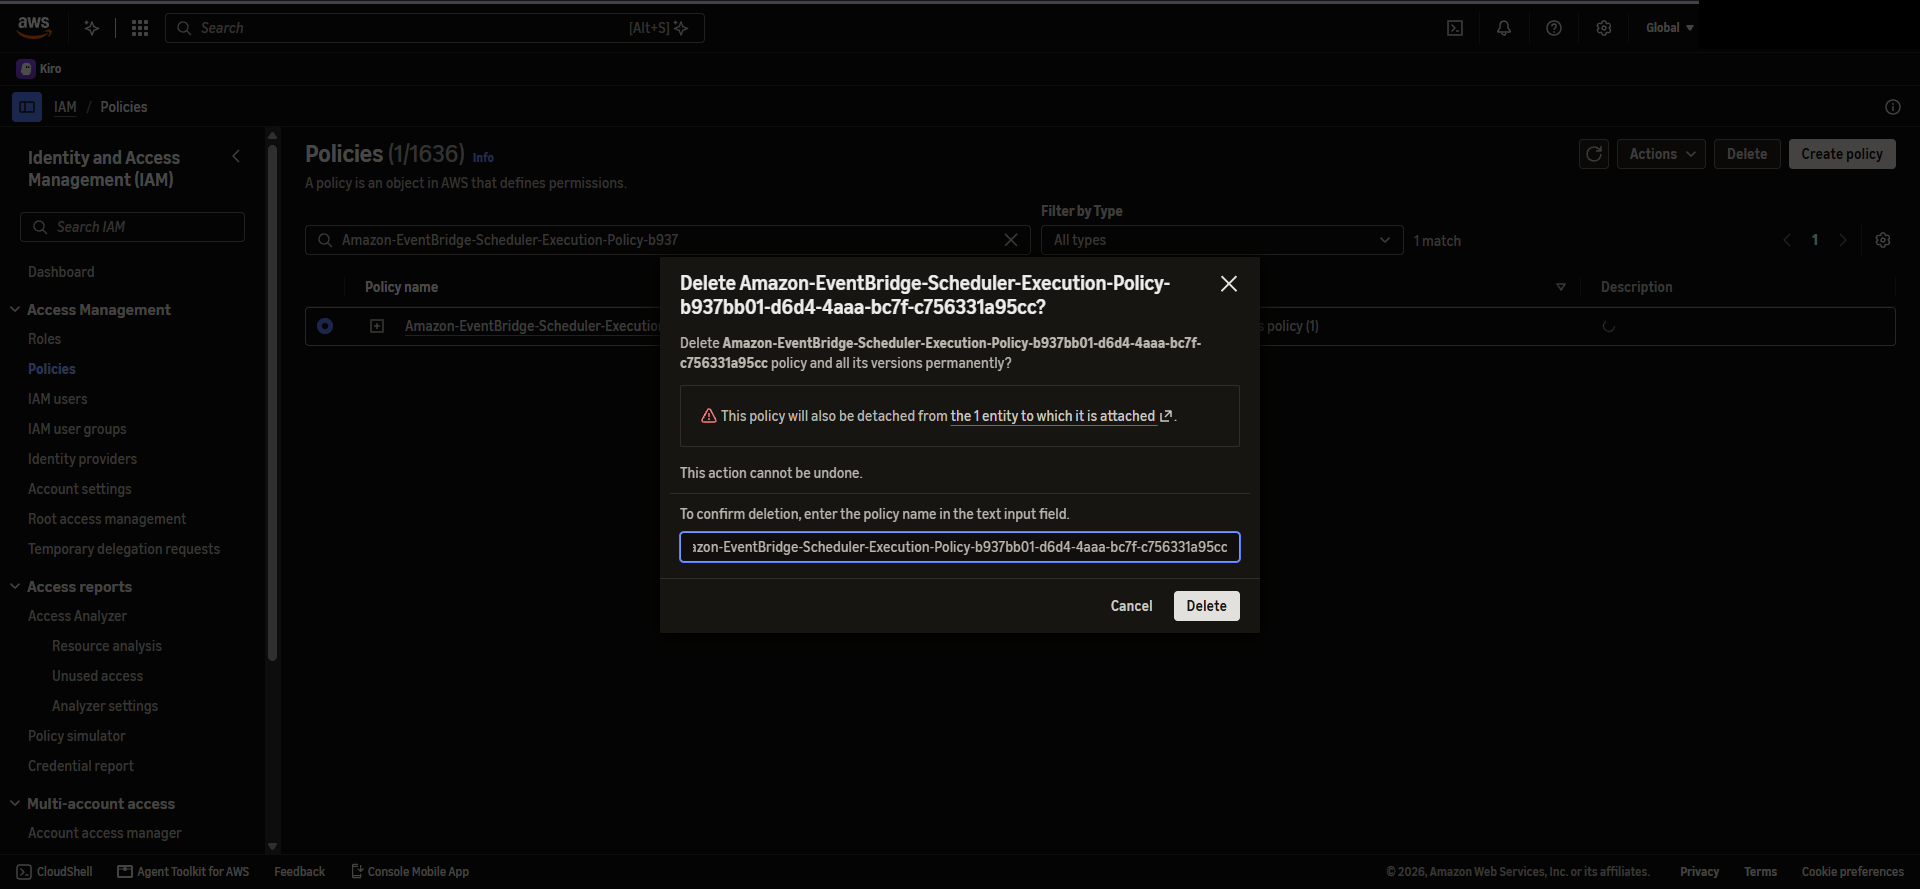 aws
Search
[Alt+S]
Global
Kiro
IAM / Policies
Identity and Access
Management (IAM)
Search IAM
Dashboard
Access Management
Roles
Policies
IAM users
IAM user groups
Identity providers
Account settings
Root access management
Temporary delegation requests
Access reports
Access Analyzer
Resource analysis
Unused access
Analyzer settings
Policy simulator
Credential report
Multi-account access
Account access manager
Policies (1/1636) Info
A policy is an object in AWS that defines permissions.
Actions
Delete
Create policy
Filter by Type
Amazon-EventBridge-Scheduler-Execution-Policy-b937
All types
1 match
1
Policy name
Description
Amazon-EventBridge-Scheduler-Executio
s policy (1)
Delete Amazon-EventBridge-Scheduler-Execution-Policy-
b937bb01-d6d4-4aaa-bc7f-c756331a95cc?
Delete Amazon-EventBridge-Scheduler-Execution-Policy-b937bb01-d6d4-4aaa-bc7f-
c756331a95cc policy and all its versions permanently?
This policy will also be detached from the 1 entity to which it is attached .
This action cannot be undone.
To confirm deletion, enter the policy name in the text input field.
azon-EventBridge-Scheduler-Execution-Policy-b937bb01-d6d4-4aaa-bc7f-c756331a95cc
Cancel
Delete
CloudShell
Agent Toolkit for AWS
Feedback
Console Mobile App
© 2026, Amazon Web Services, Inc. or its affiliates.
Privacy
Terms
Cookie preferences